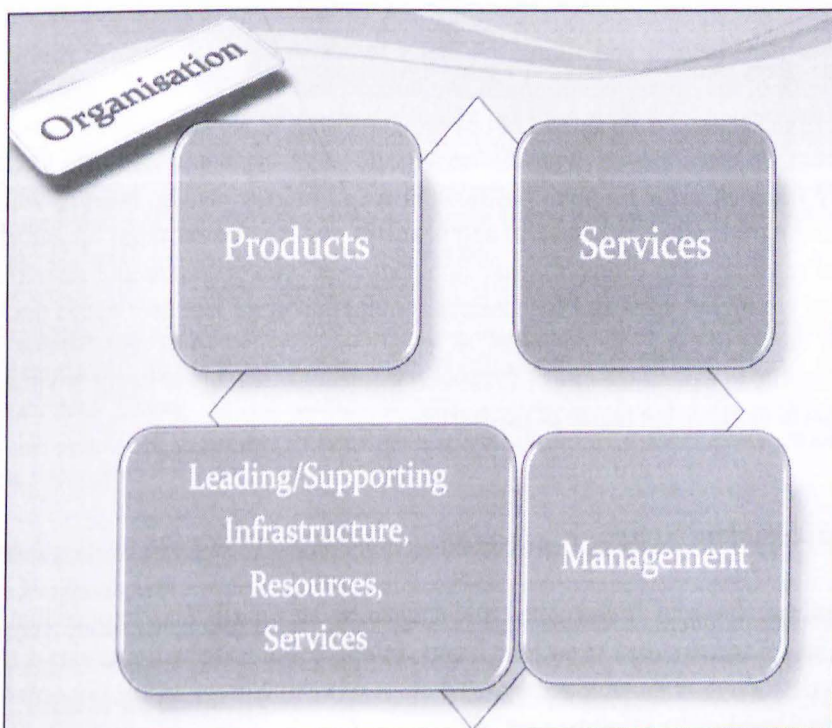 Organisation
Products
Services
Leading/Supporting
Infrastructure,
Resources,
Services
Management